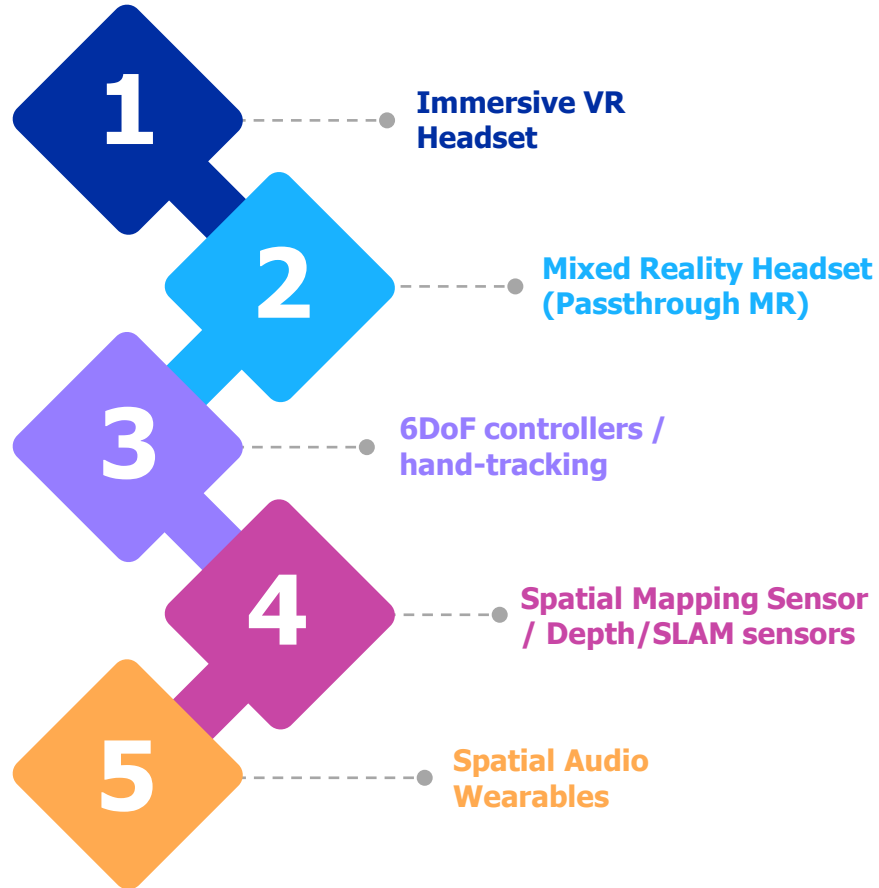 1
Immersive VR
Headset
2
Mixed Reality Headset
(Passthrough MR)
3
6DoF controllers /
hand-tracking
4
Spatial Mapping Sensor
/ Depth/SLAM sensors
5
Spatial Audio
Wearables